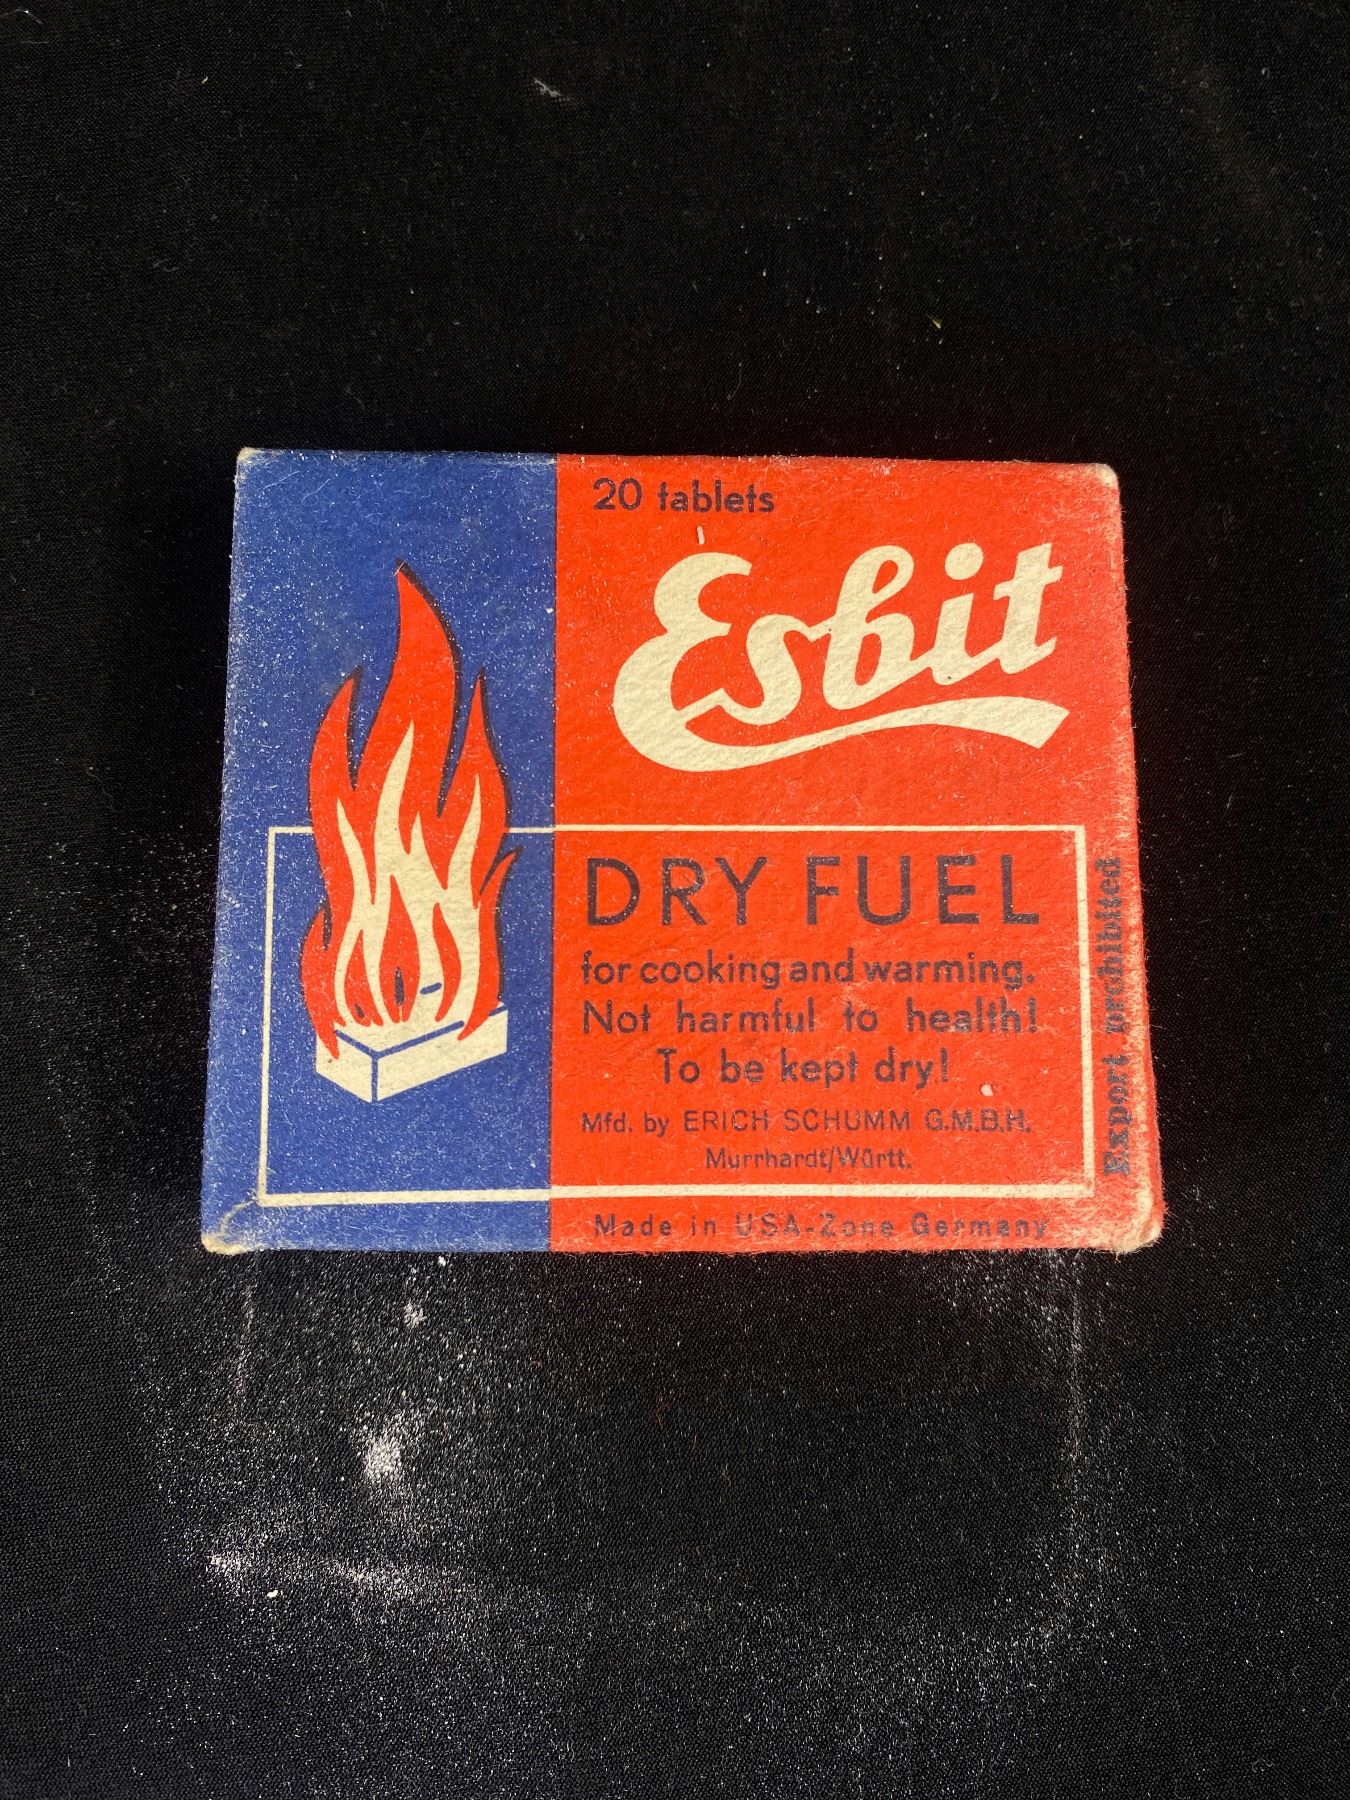 20 tablets
Esbit
DRY FUEL
for cooking and warming.
Not harmful to health!
To be kept dry!
Mfd. by ERICH SCHUMM G.M.B.H.
Murrhardt/Württ.
Made in USA-Zone Germany
Export prohibited